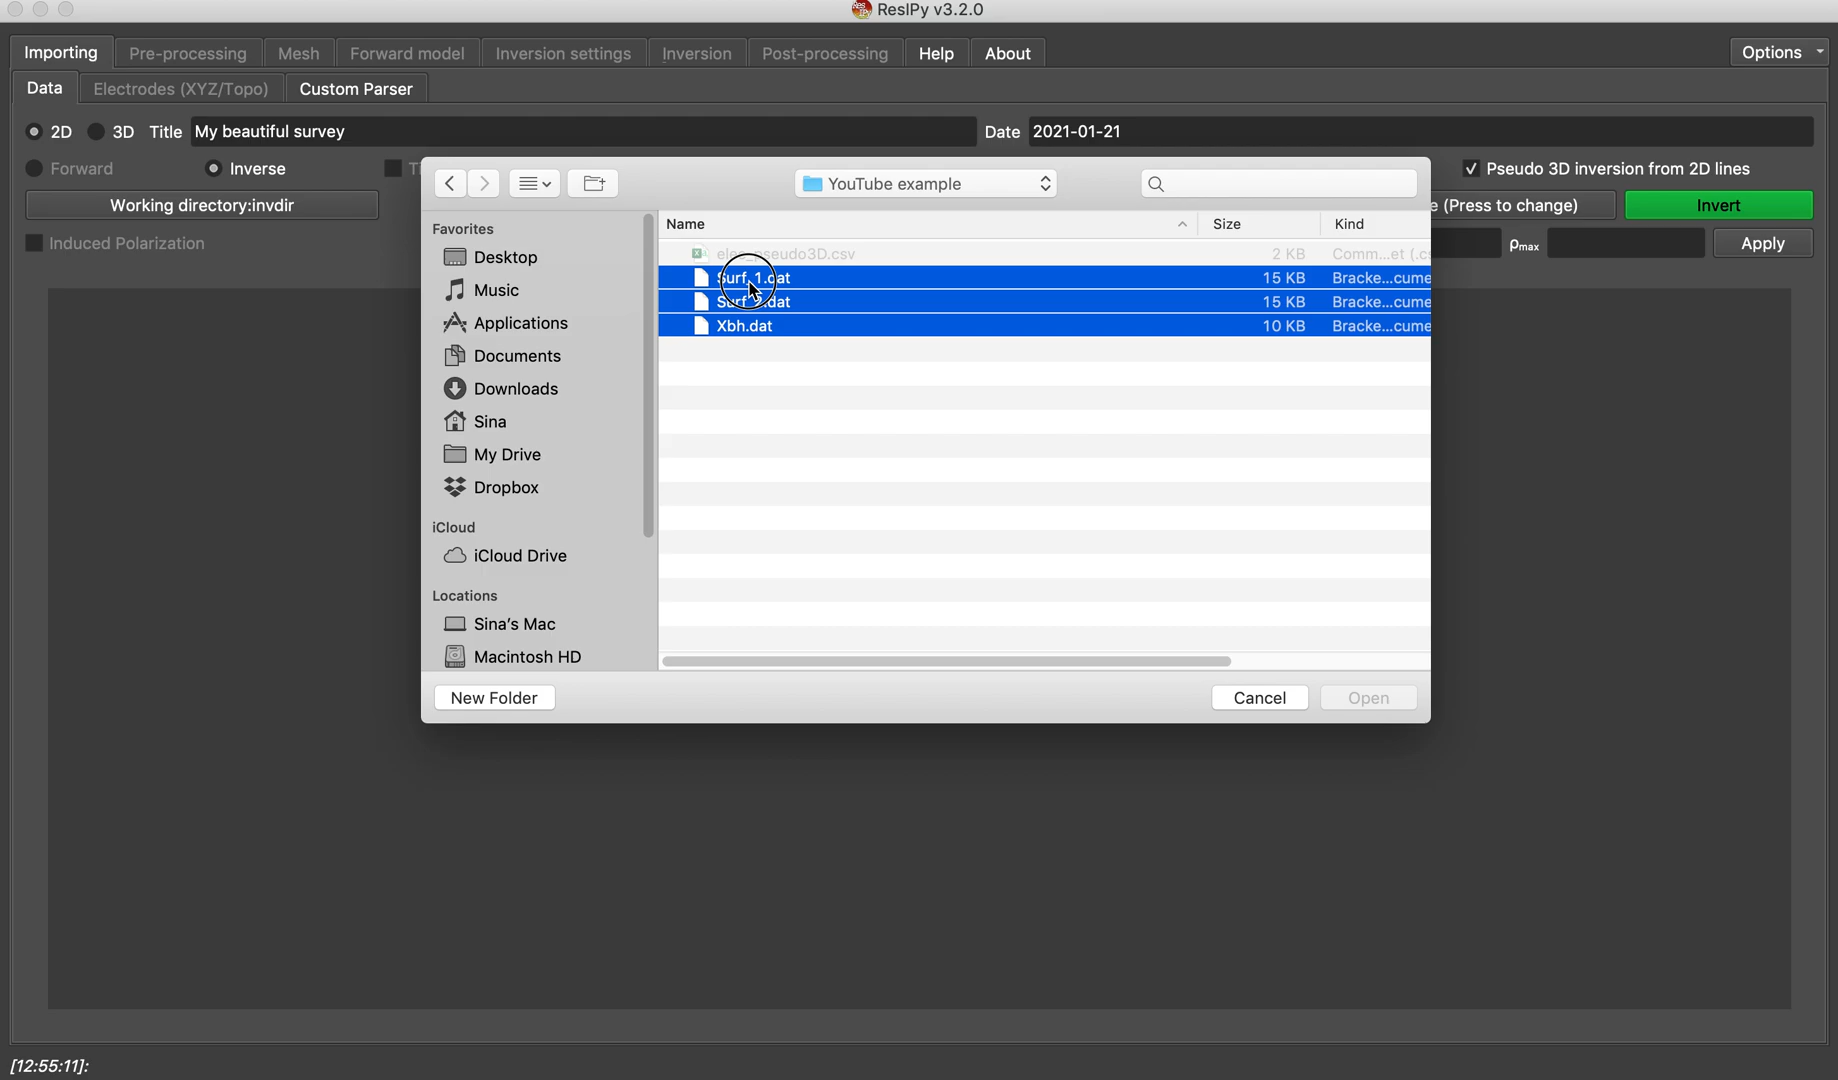 ResIPy v3.2.0
Importing Pre-processing Mesh Forward model Inversion settings Inversion Post-processing Help About Options
Data Electrodes (XYZ/Topo) Custom Parser
2D 3D Title My beautiful survey Date 2021-01-21
Forward Inverse Pseudo 3D inversion from 2D lines
YouTube example
Working directory:invdir e (Press to change) Invert
Induced Polarization ρmax Apply
Name Size Kind
Favorites
Desktop
Music
Applications
Documents
Downloads
Sina
My Drive
Dropbox
iCloud
iCloud Drive
Locations
Sina's Mac
Macintosh HD
2 KB Comm...et (.cs
Surf_1.dat 15 KB Bracke...cume
15 KB Bracke...cume
Xbh.dat 10 KB Bracke...cume
New Folder Cancel Open
[12:55:11]: